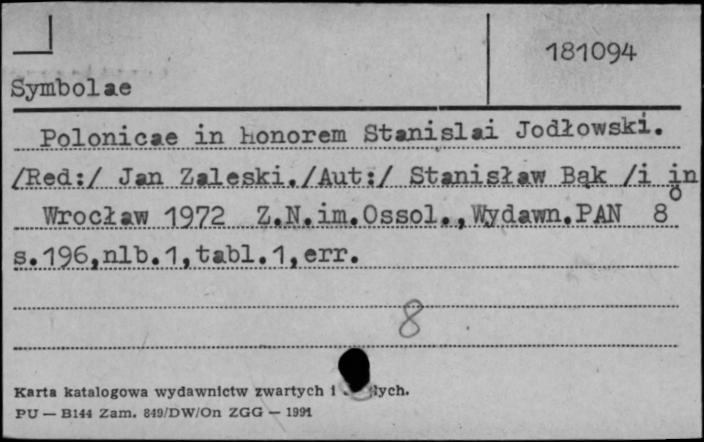 181094
Symbolae
Polonicae in honorem Stanislai Jodłowski.
/Red:/ Jan Zaleski./Aut:/ Stanisław Bąk /i in
Wrocław 1972 Z.N.im.Ossol.,Wydawn.PAN 8o
s.196,nlb.1,tabl.1,err.
8
Karta katalogowa wydawnictw zwartych i
PU — B144 Zam. 849/DW/On ZGG — 1991